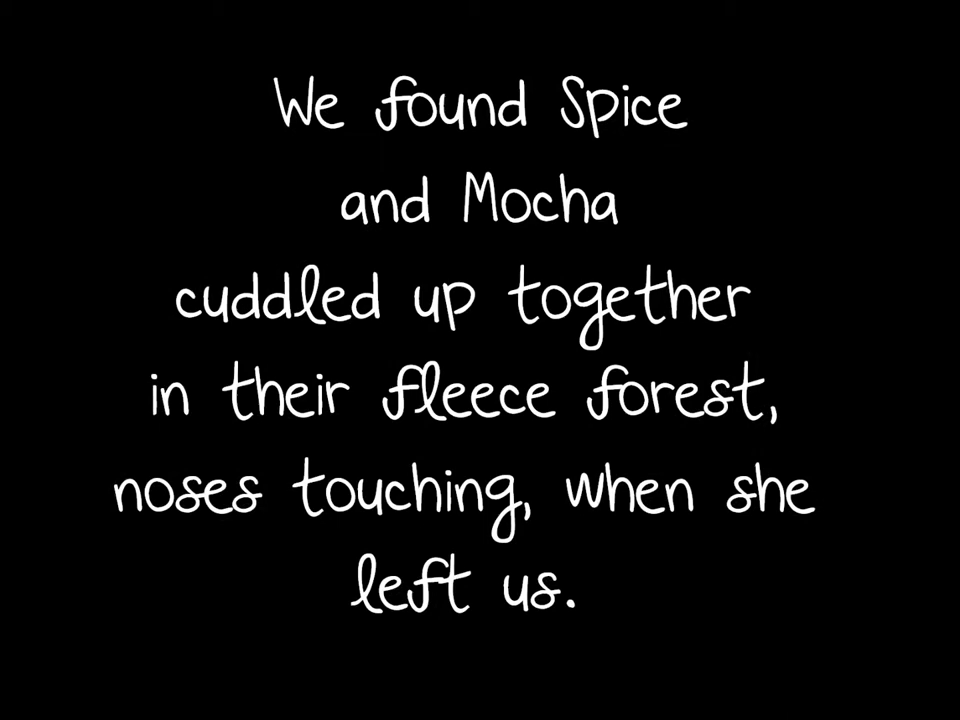 We found Spice
and Mocha
cuddled up together
in their fleece forest,
noses touching, when she
left us.